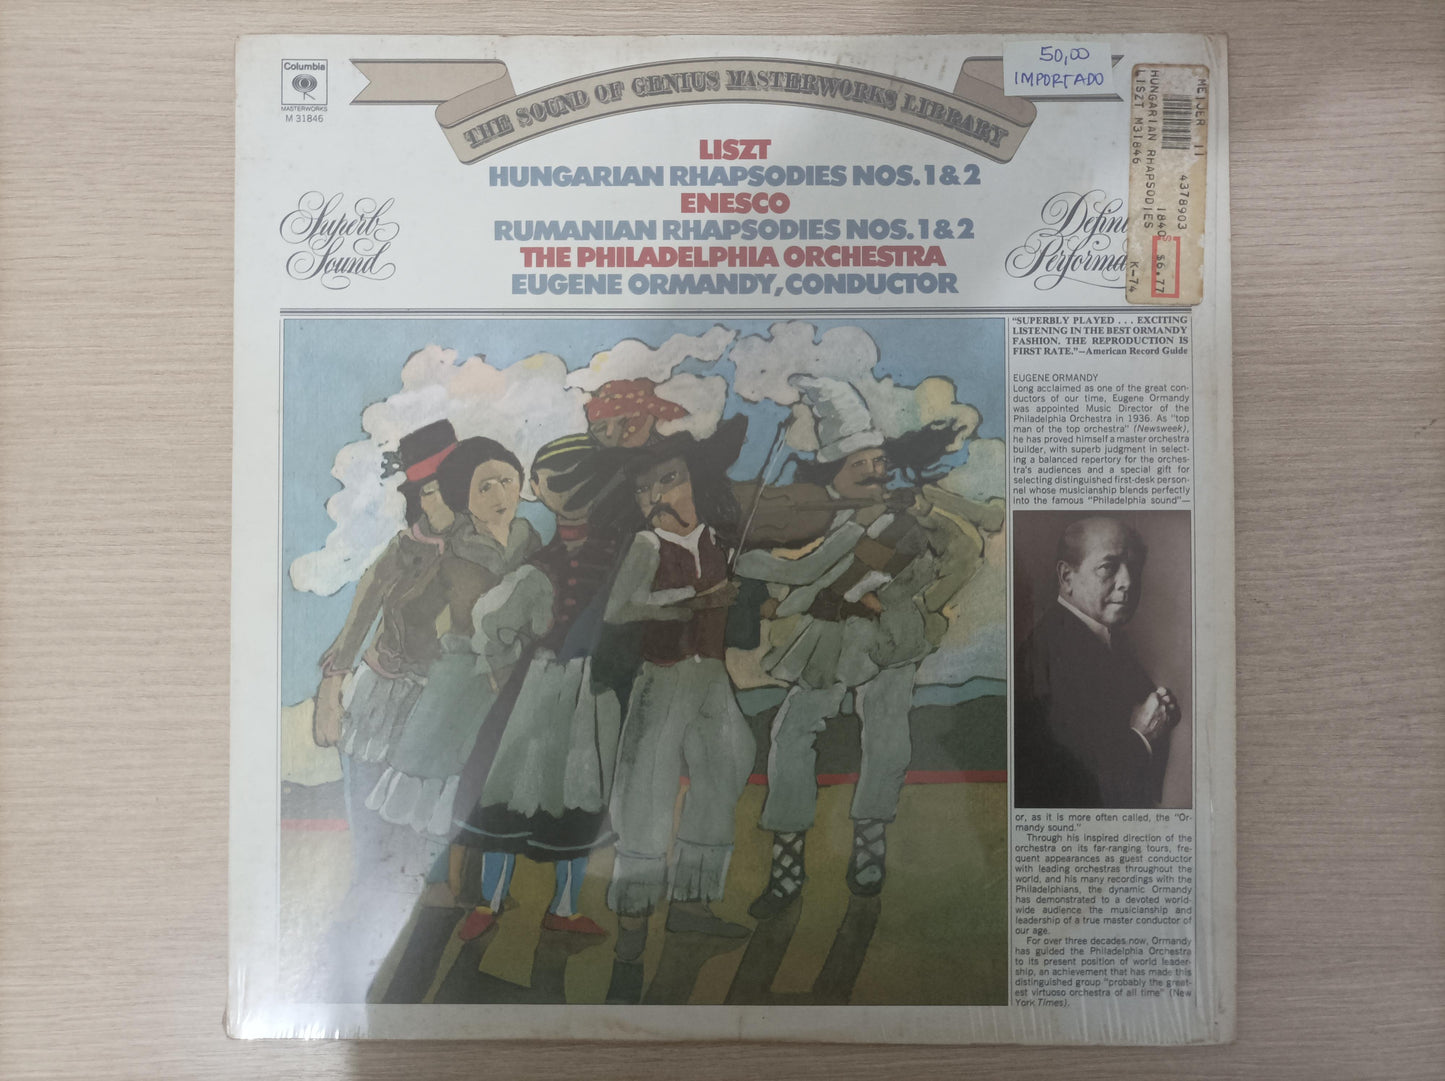 Columbia
MASTERWORKS
M 31846
THE SOUND OF GENIUS MASTERWORKS LIBRARY
50,00
IMPORTADO
MEIJER 11
4378903
HUNGARIAN RHAPSODIES
1840
LISZT M31846
K-74
$6.77
LISZT
HUNGARIAN RHAPSODIES NOS. 1 & 2
ENESCO
RUMANIAN RHAPSODIES NOS. 1 & 2
THE PHILADELPHIA ORCHESTRA
EUGENE ORMANDY, CONDUCTOR
Superb
Sound
Defini
Performa
"SUPERBLY PLAYED . . . EXCITING
LISTENING IN THE BEST ORMANDY
FASHION. THE REPRODUCTION IS
FIRST RATE."—American Record Guide
EUGENE ORMANDY
Long acclaimed as one of the great con-
ductors of our time, Eugene Ormandy
was appointed Music Director of the
Philadelphia Orchestra in 1936. As "top
man of the top orchestra" (Newsweek),
he has proved himself a master orchestra
builder, with superb judgment in select-
ing a balanced repertory for the orches-
tra's audiences and a special gift for
selecting distinguished first-desk person-
nel whose musicianship blends perfectly
into the famous "Philadelphia sound"—
or, as it is more often called, the "Or-
mandy sound."
Through his inspired direction of the
orchestra on its far-ranging tours, fre-
quent appearances as guest conductor
with leading orchestras throughout the
world, and his many recordings with the
Philadelphians, the dynamic Ormandy
has demonstrated to a devoted world-
wide audience the musicianship and
leadership of a true master conductor of
our age.
For over three decades now, Ormandy
has guided the Philadelphia Orchestra
to its present position of world leader-
ship, an achievement that has made this
distinguished group "probably the great-
est virtuoso orchestra of all time" (New
York Times).